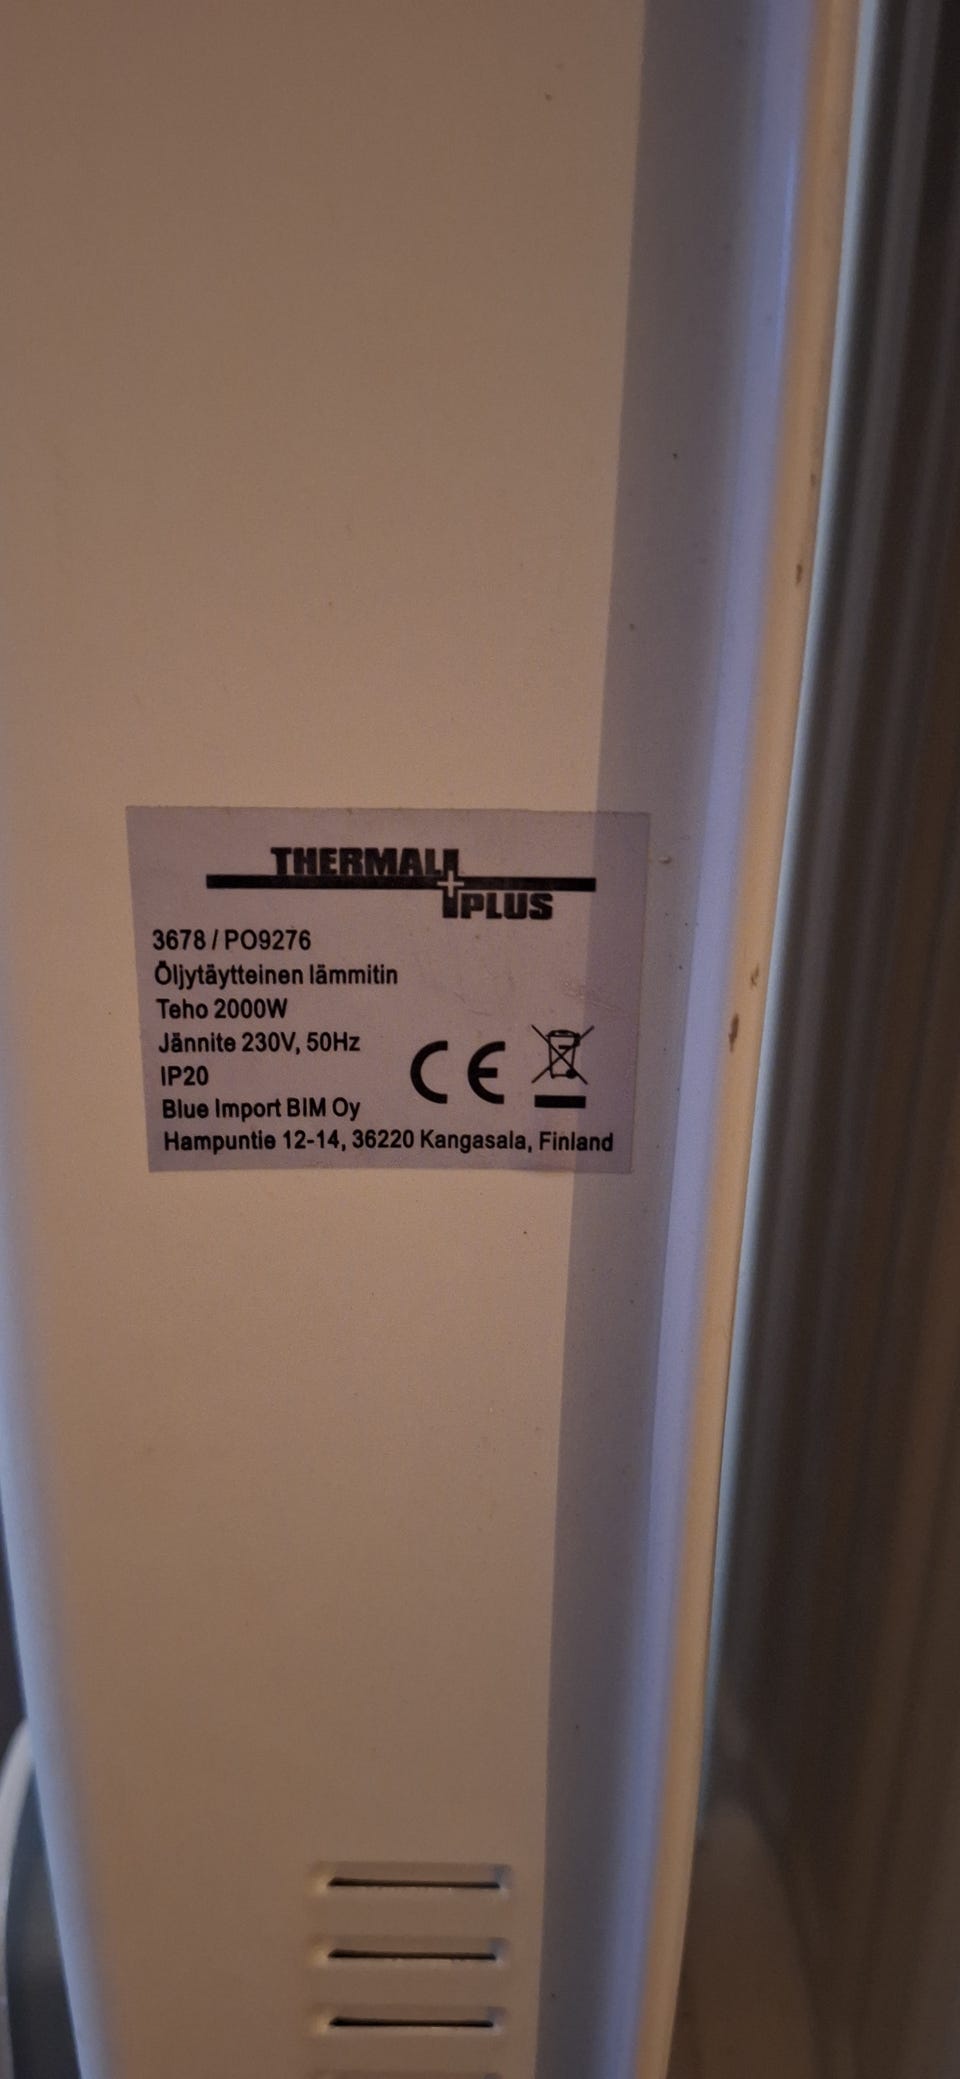 THERMAL
PLUS
3678 / PO9276
Öljytäytteinen lämmitin
Teho 2000W
Jännite 230V, 50Hz
IP20
CE
Blue Import BIM Oy
Hampuntie 12-14, 36220 Kangasala, Finland